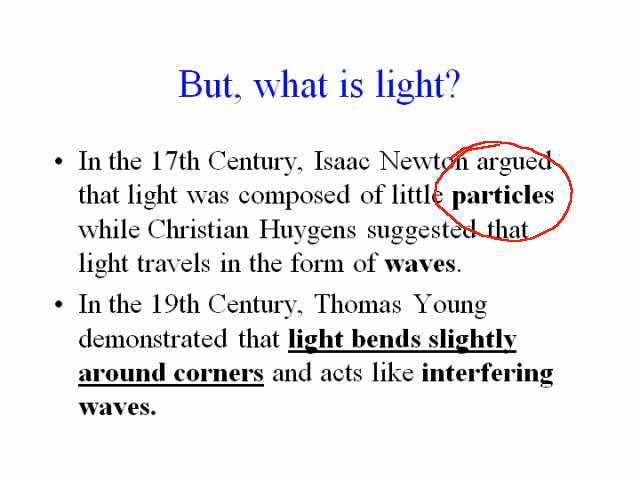 But, what is light?
• In the 17th Century, Isaac Newton argued
that light was composed of little particles
while Christian Huygens suggested that
light travels in the form of waves.
• In the 19th Century, Thomas Young
demonstrated that light bends slightly
around corners and acts like interfering
waves.